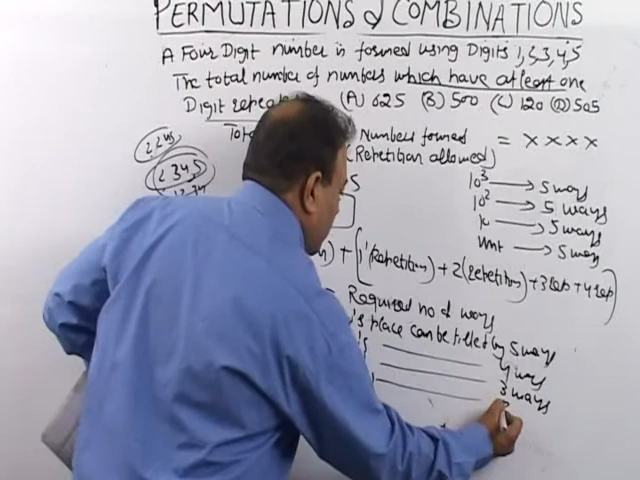 PERMUTATIONS & COMBINATIONS
A Four Digit number is formed using Digits 1, 2, 3, 4, 5
The total number of numbers which have atleast one
Digit repeated (A) 625 (B) 500 (C) 120 (D) 505
Total Numbers formed = X X X X
(Repetition allowed)
2245
2345
10³ → 5 ways
10² → 5 ways
10 → 5 ways
Unit → 5 ways
) + [1 (Repetition) + 2 (repetition) + 3 rep + 4 rep)
= Required no of ways
's place can be filled by 5 ways
4 ways
3 ways